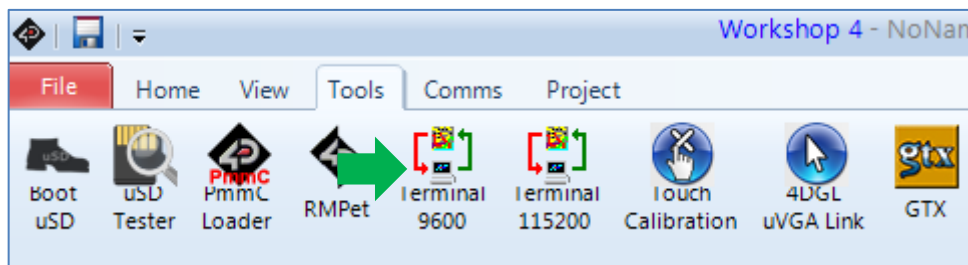 Workshop 4 - NoNam
File Home View Tools Comms Project
uSD
4D
PmmC
gtx
Boot uSD PmmC RMPet Terminal Terminal Touch 4DGL GTX
uSD Tester Loader 9600 115200 Calibration uVGA Link